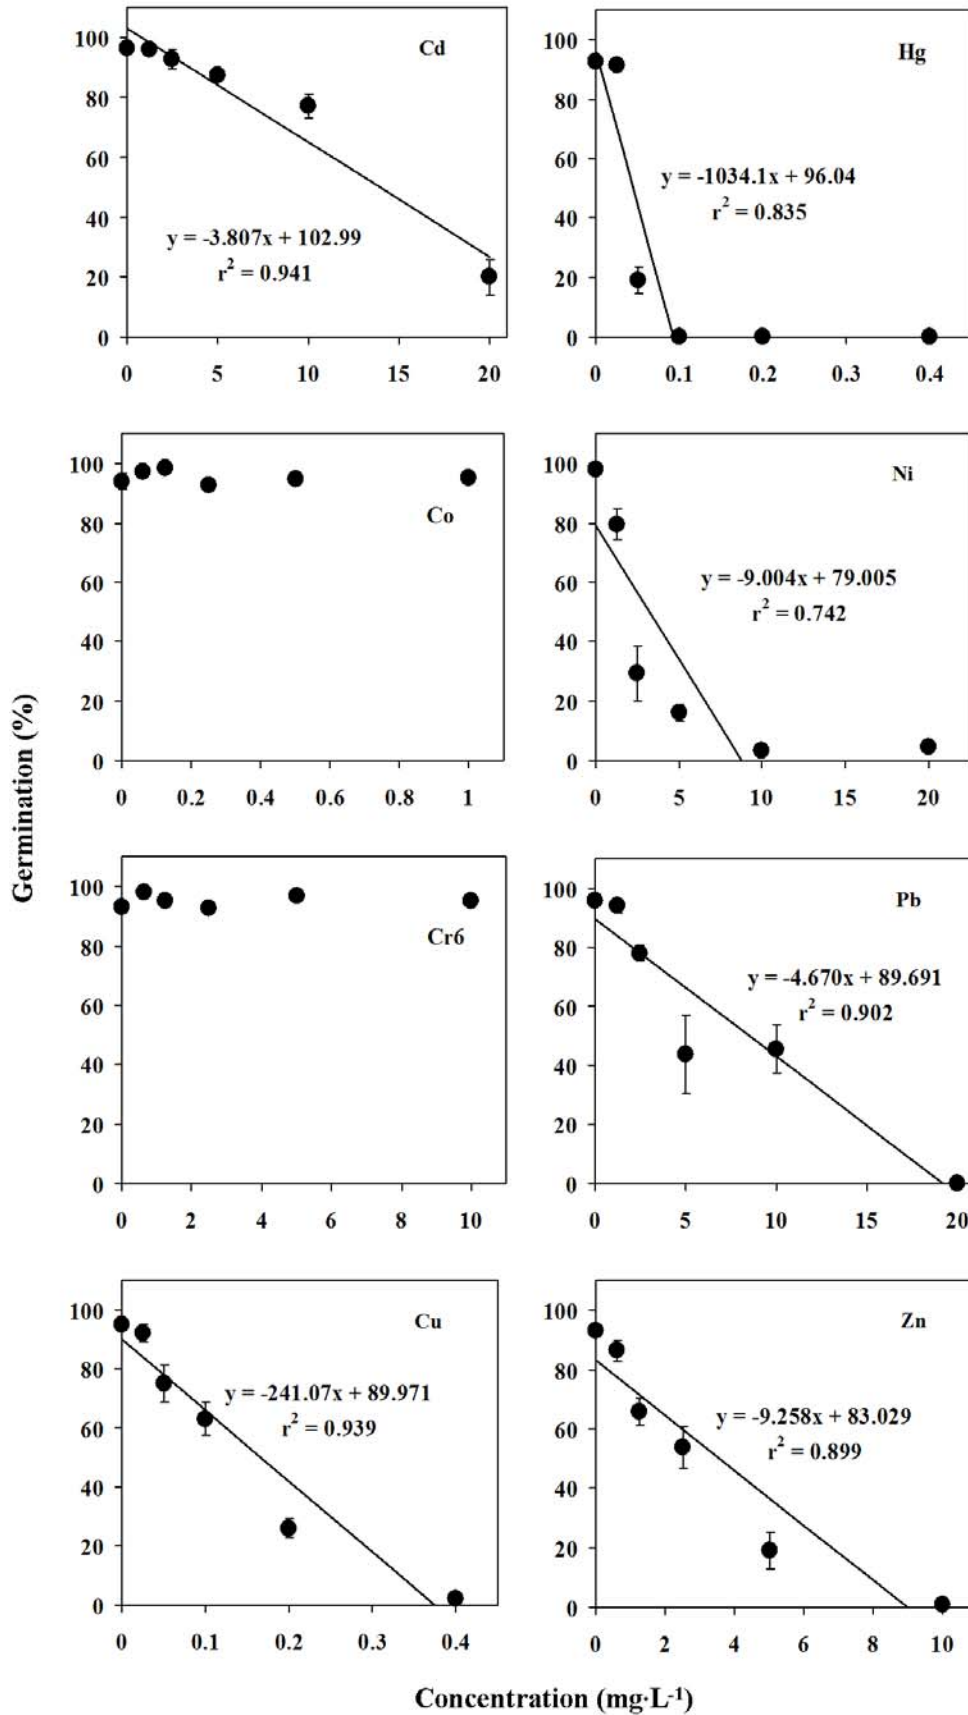 100
80
60
40
20
0
Cd
y = -3.807x + 102.99
r² = 0.941
0 5 10 15 20
100
80
60
40
20
0
Hg
y = -1034.1x + 96.04
r² = 0.835
0 0.1 0.2 0.3 0.4
100
80
60
40
20
0
Co
0 0.2 0.4 0.6 0.8 1
100
80
60
40
20
0
Ni
y = -9.004x + 79.005
r² = 0.742
0 5 10 15 20
Germination (%)
100
80
60
40
20
0
Cr6
0 2 4 6 8 10
100
80
60
40
20
0
Pb
y = -4.670x + 89.691
r² = 0.902
0 5 10 15 20
100
80
60
40
20
0
Cu
y = -241.07x + 89.971
r² = 0.939
0 0.1 0.2 0.3 0.4
100
80
60
40
20
0
Zn
y = -9.258x + 83.029
r² = 0.899
0 2 4 6 8 10
Concentration (mg·L⁻¹)